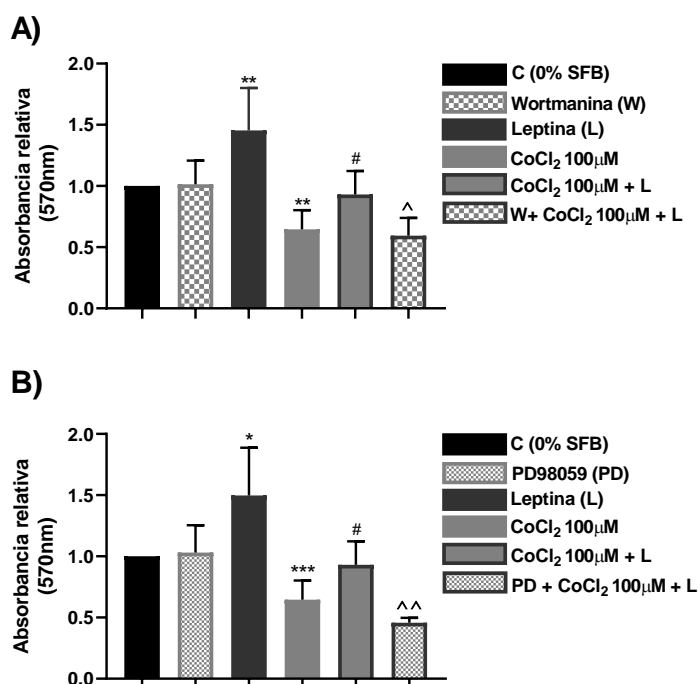 A)
Absorbancia relativa
(570nm)
2.0
1.5
1.0
0.5
0.0
**
**
#
^
C (0% SFB)
Wortmanina (W)
Leptina (L)
CoCl₂ 100μM
CoCl₂ 100μM + L
W+ CoCl₂ 100μM + L
B)
Absorbancia relativa
(570nm)
2.0
1.5
1.0
0.5
0.0
*
***
#
^^
C (0% SFB)
PD98059 (PD)
Leptina (L)
CoCl₂ 100μM
CoCl₂ 100μM + L
PD + CoCl₂ 100μM + L